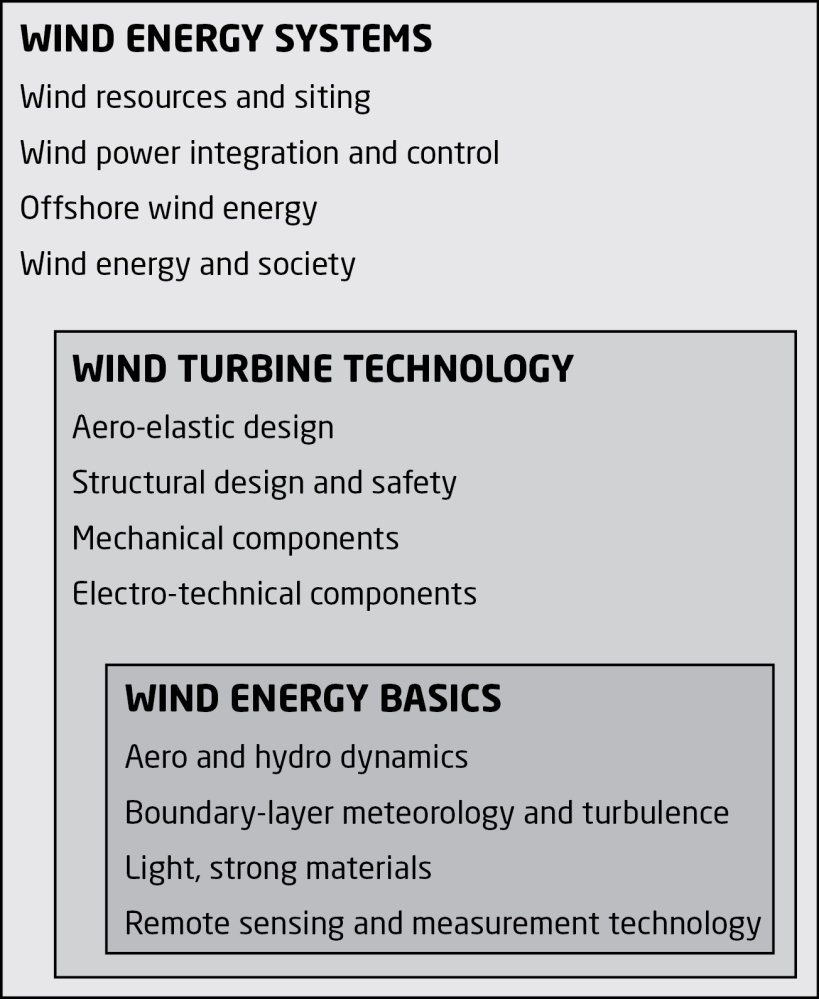 WIND ENERGY SYSTEMS
Wind resources and siting
Wind power integration and control
Offshore wind energy
Wind energy and society
WIND TURBINE TECHNOLOGY
Aero-elastic design
Structural design and safety
Mechanical components
Electro-technical components
WIND ENERGY BASICS
Aero and hydro dynamics
Boundary-layer meteorology and turbulence
Light, strong materials
Remote sensing and measurement technology